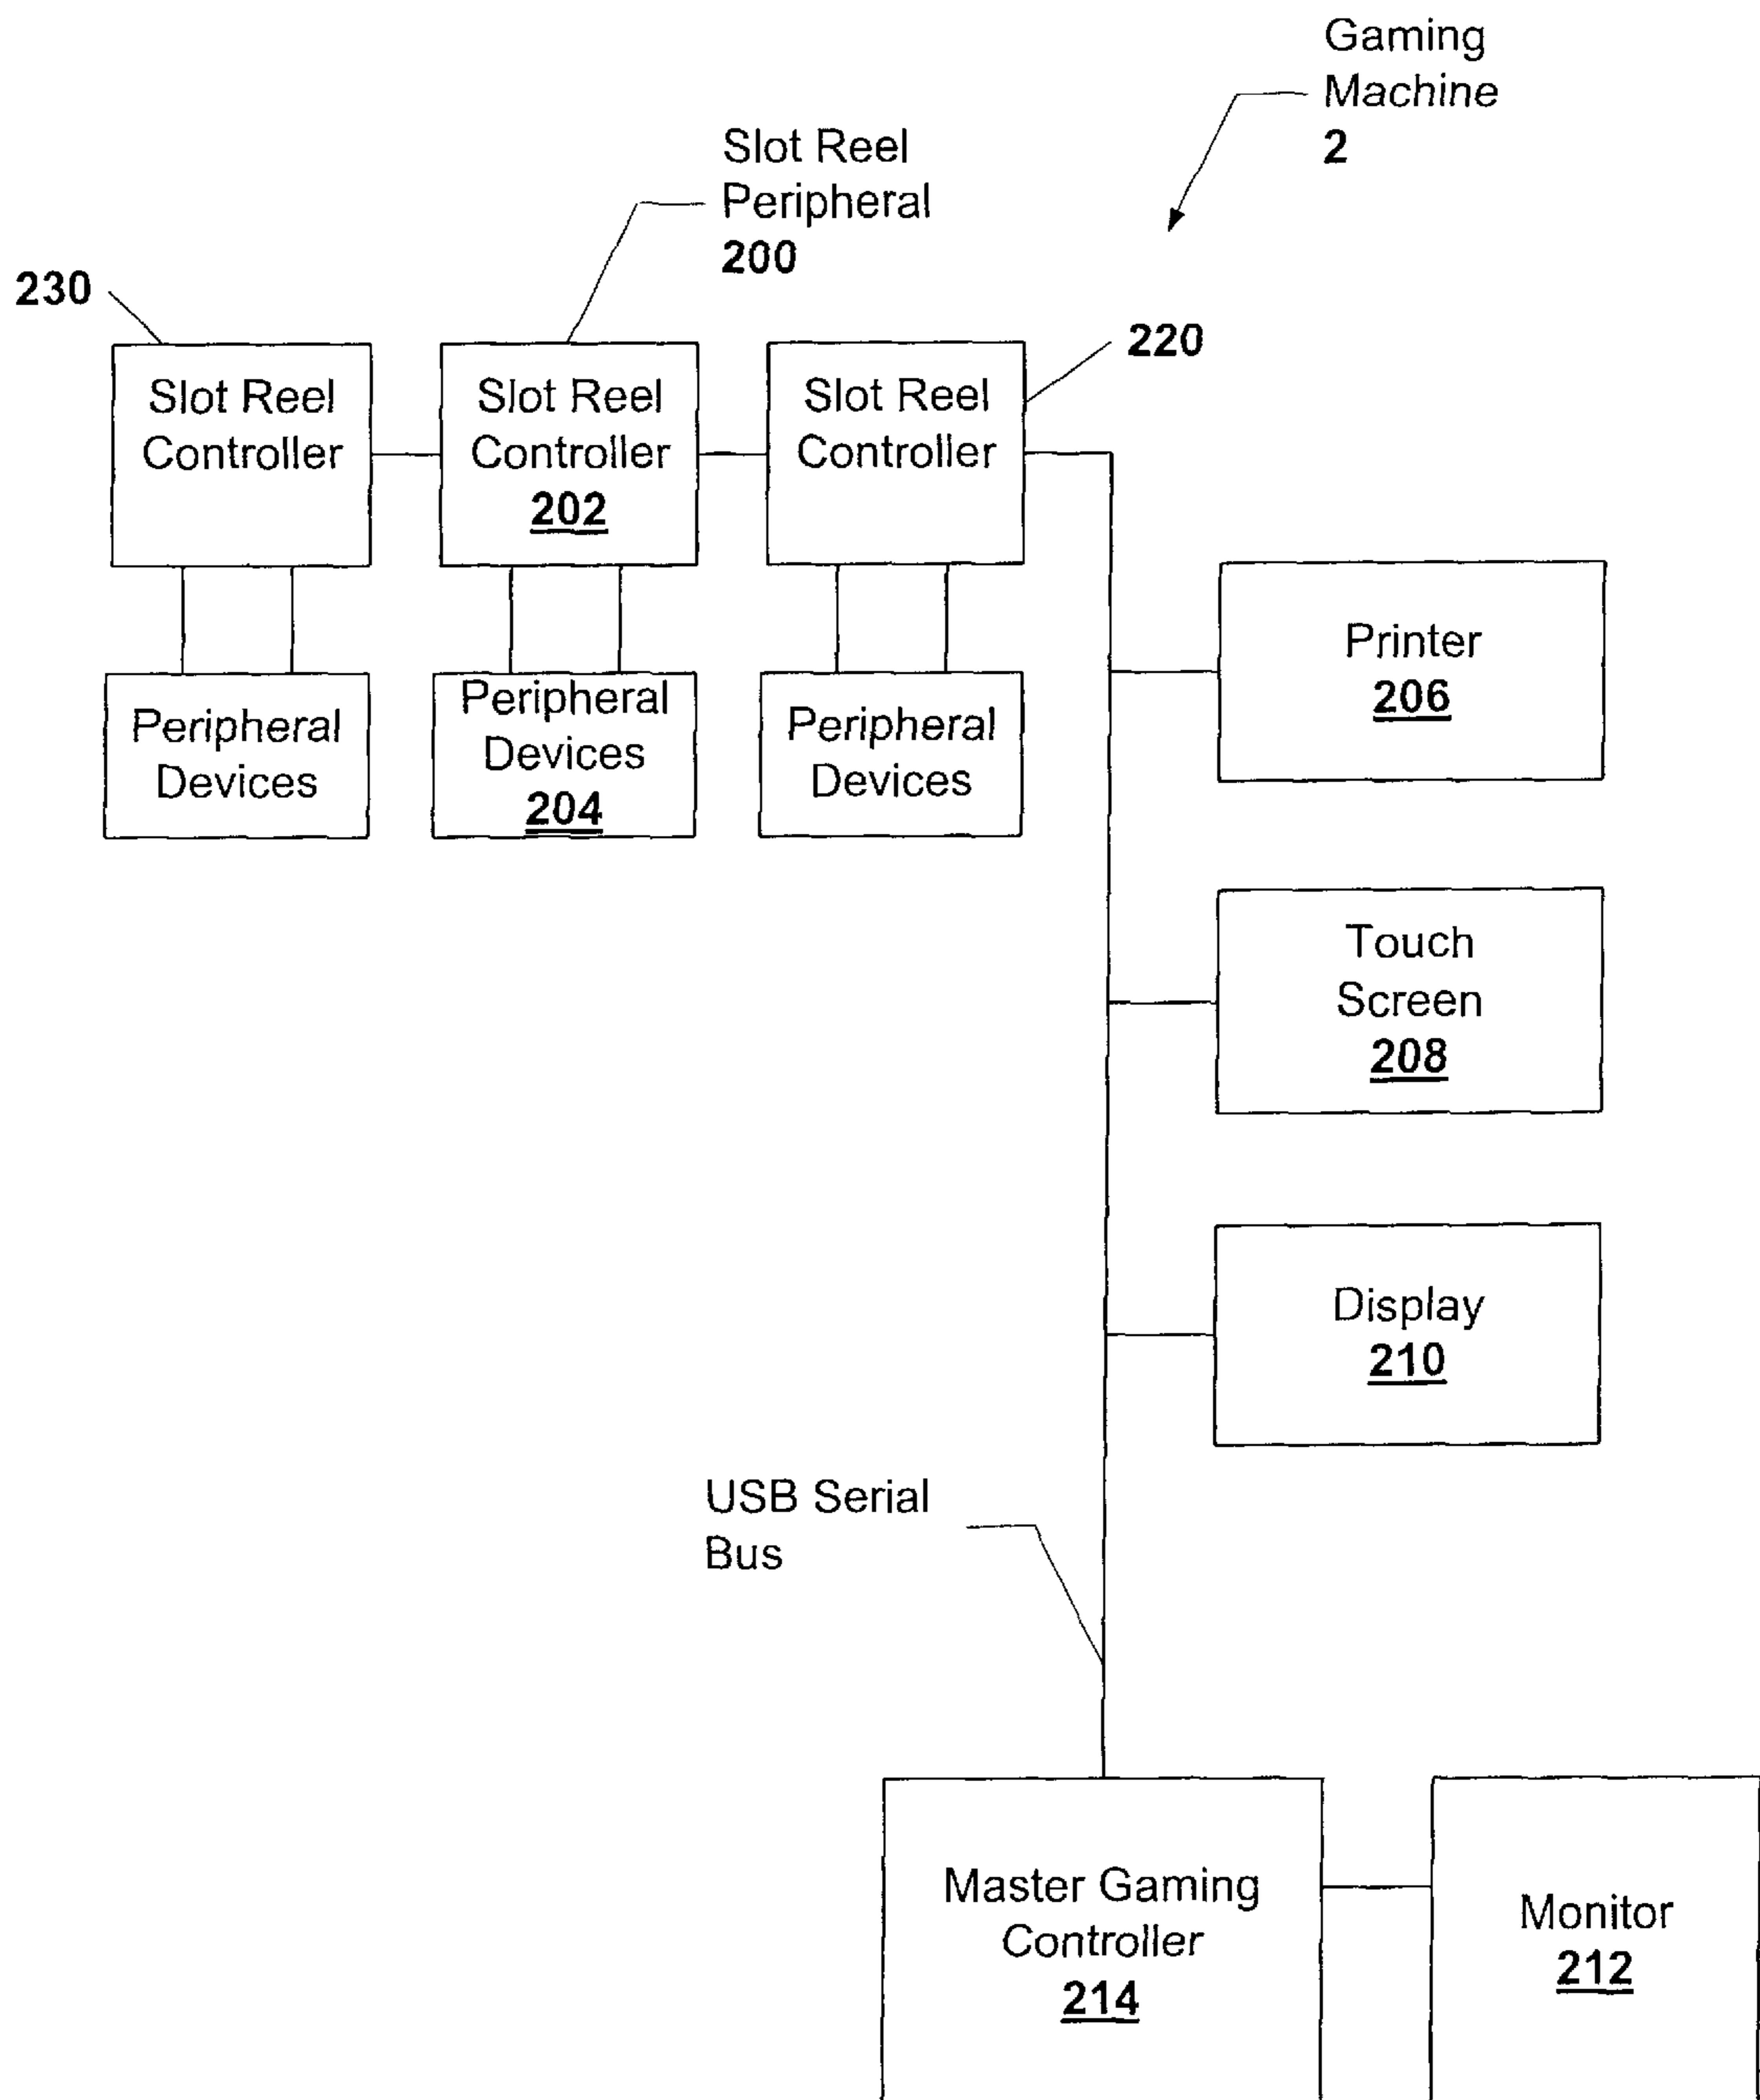 Gaming
Machine
2
Slot Reel
Peripheral
200
230
220
Slot Reel
Controller
Slot Reel
Controller
202
Slot Reel
Controller
Peripheral
Devices
Peripheral
Devices
204
Peripheral
Devices
Printer
206
Touch
Screen
208
Display
210
USB Serial
Bus
Master Gaming
Controller
214
Monitor
212